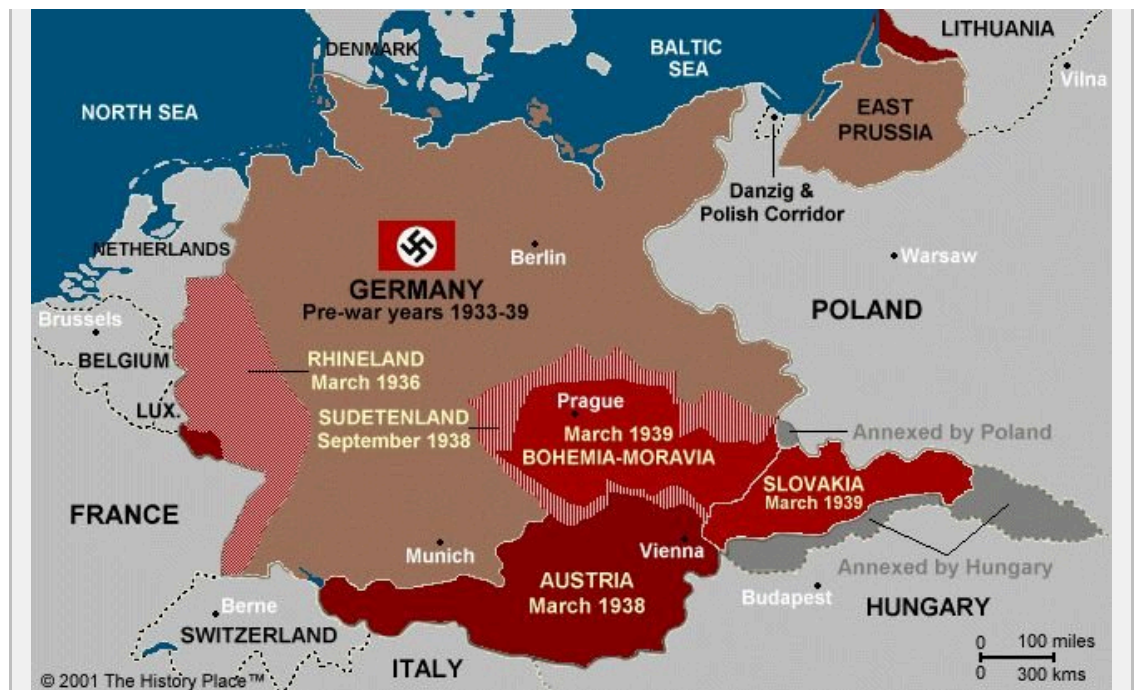 LITHUANIA
DENMARK
BALTIC
SEA
Vilna
NORTH SEA
EAST
PRUSSIA
Danzig &
Polish Corridor
NETHERLANDS
Berlin
Warsaw
GERMANY
Pre-war years 1933-39
POLAND
Brussels
BELGIUM
RHINELAND
March 1936
LUX.
Prague
SUDETENLAND
September 1938
March 1939
BOHEMIA-MORAVIA
Annexed by Poland
SLOVAKIA
March 1939
FRANCE
Munich
Vienna
Annexed by Hungary
AUSTRIA
March 1938
Budapest
HUNGARY
Berne
SWITZERLAND
ITALY
0 100 miles
0 300 kms
© 2001 The History Place™